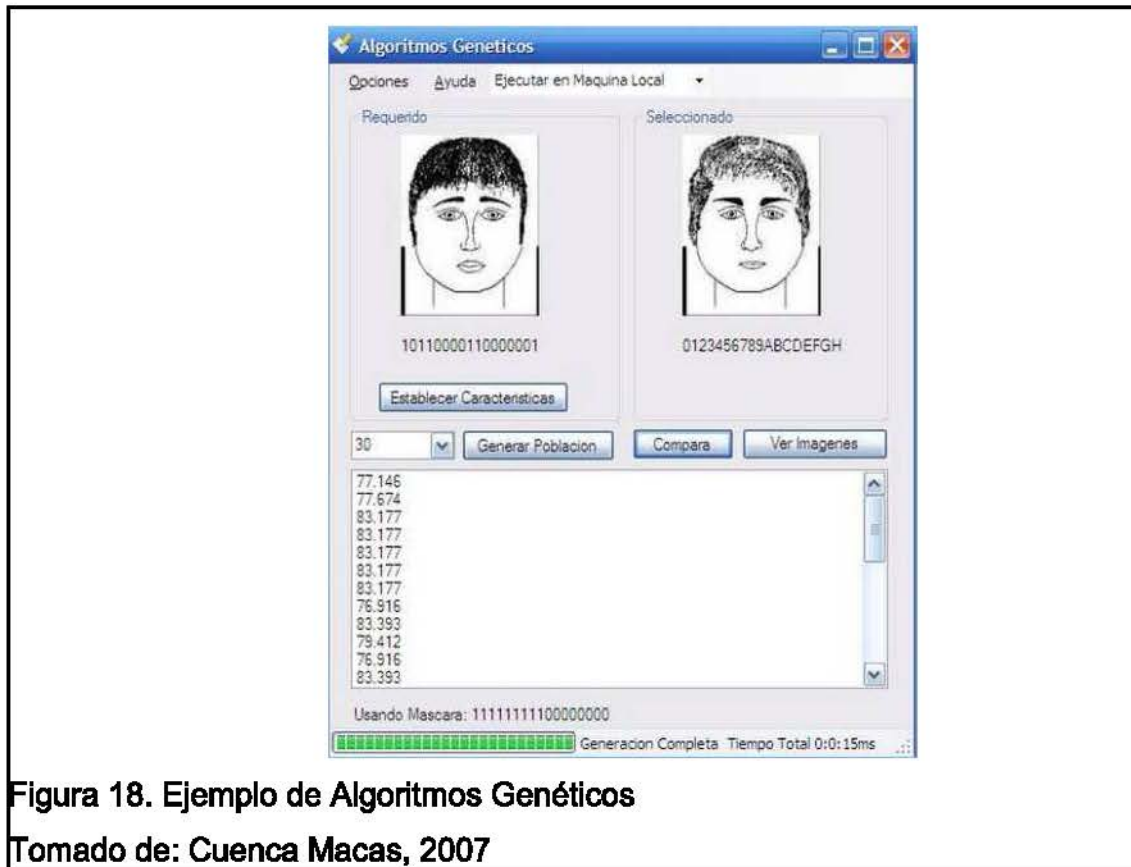 Algoritmos Geneticos
Opciones Ayuda Ejecutar en Maquina Local
Requerido Seleccionado
10110000110000001 0123456789ABCDEFGH
Establecer Caracteristicas
30 Generar Poblacion Compara Ver Imagenes
77.146
77.674
83.177
83.177
83.177
83.177
83.177
76.916
83.393
79.412
76.916
83.393
Usando Mascara: 11111111100000000
Generacion Completa Tiempo Total 0:0:15ms
Figura 18. Ejemplo de Algoritmos Genéticos
Tomado de: Cuenca Macas, 2007